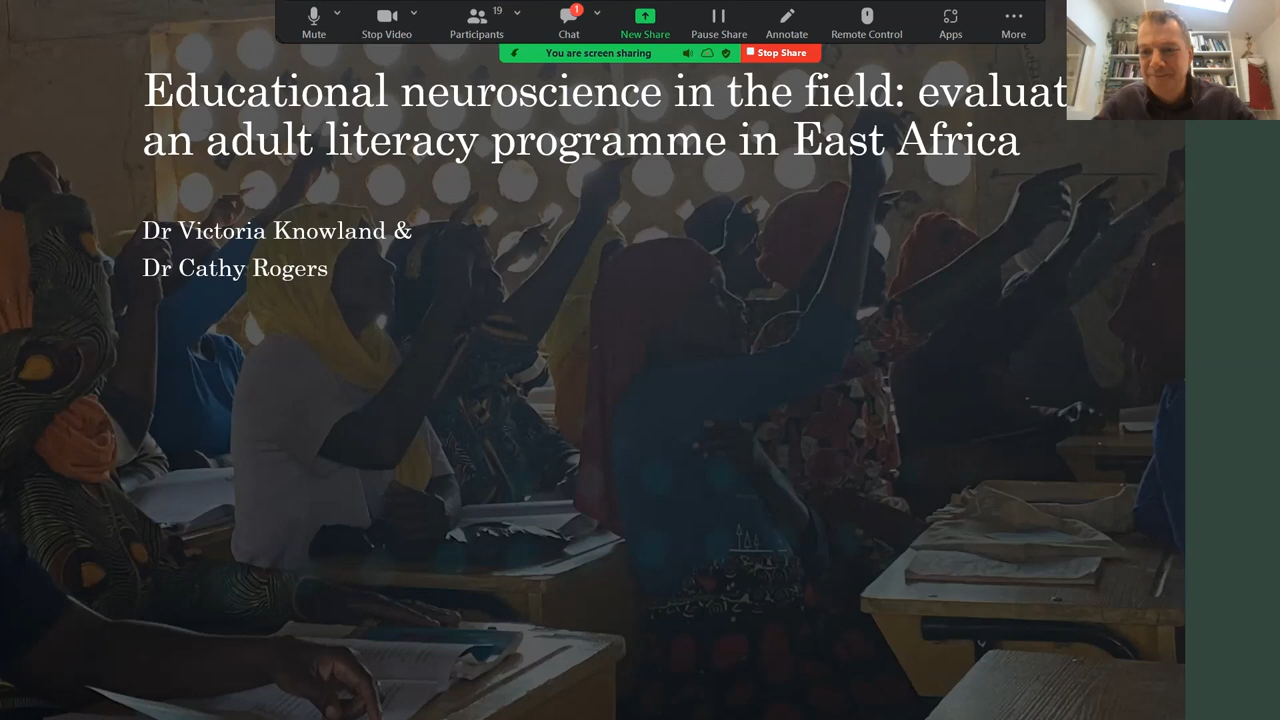 Mute
Stop Video
Participants
19
Chat
1
New Share
Pause Share
Annotate
Remote Control
Apps
More
You are screen sharing
Stop Share
Educational neuroscience in the field: evaluat
an adult literacy programme in East Africa
Dr Victoria Knowland &
Dr Cathy Rogers